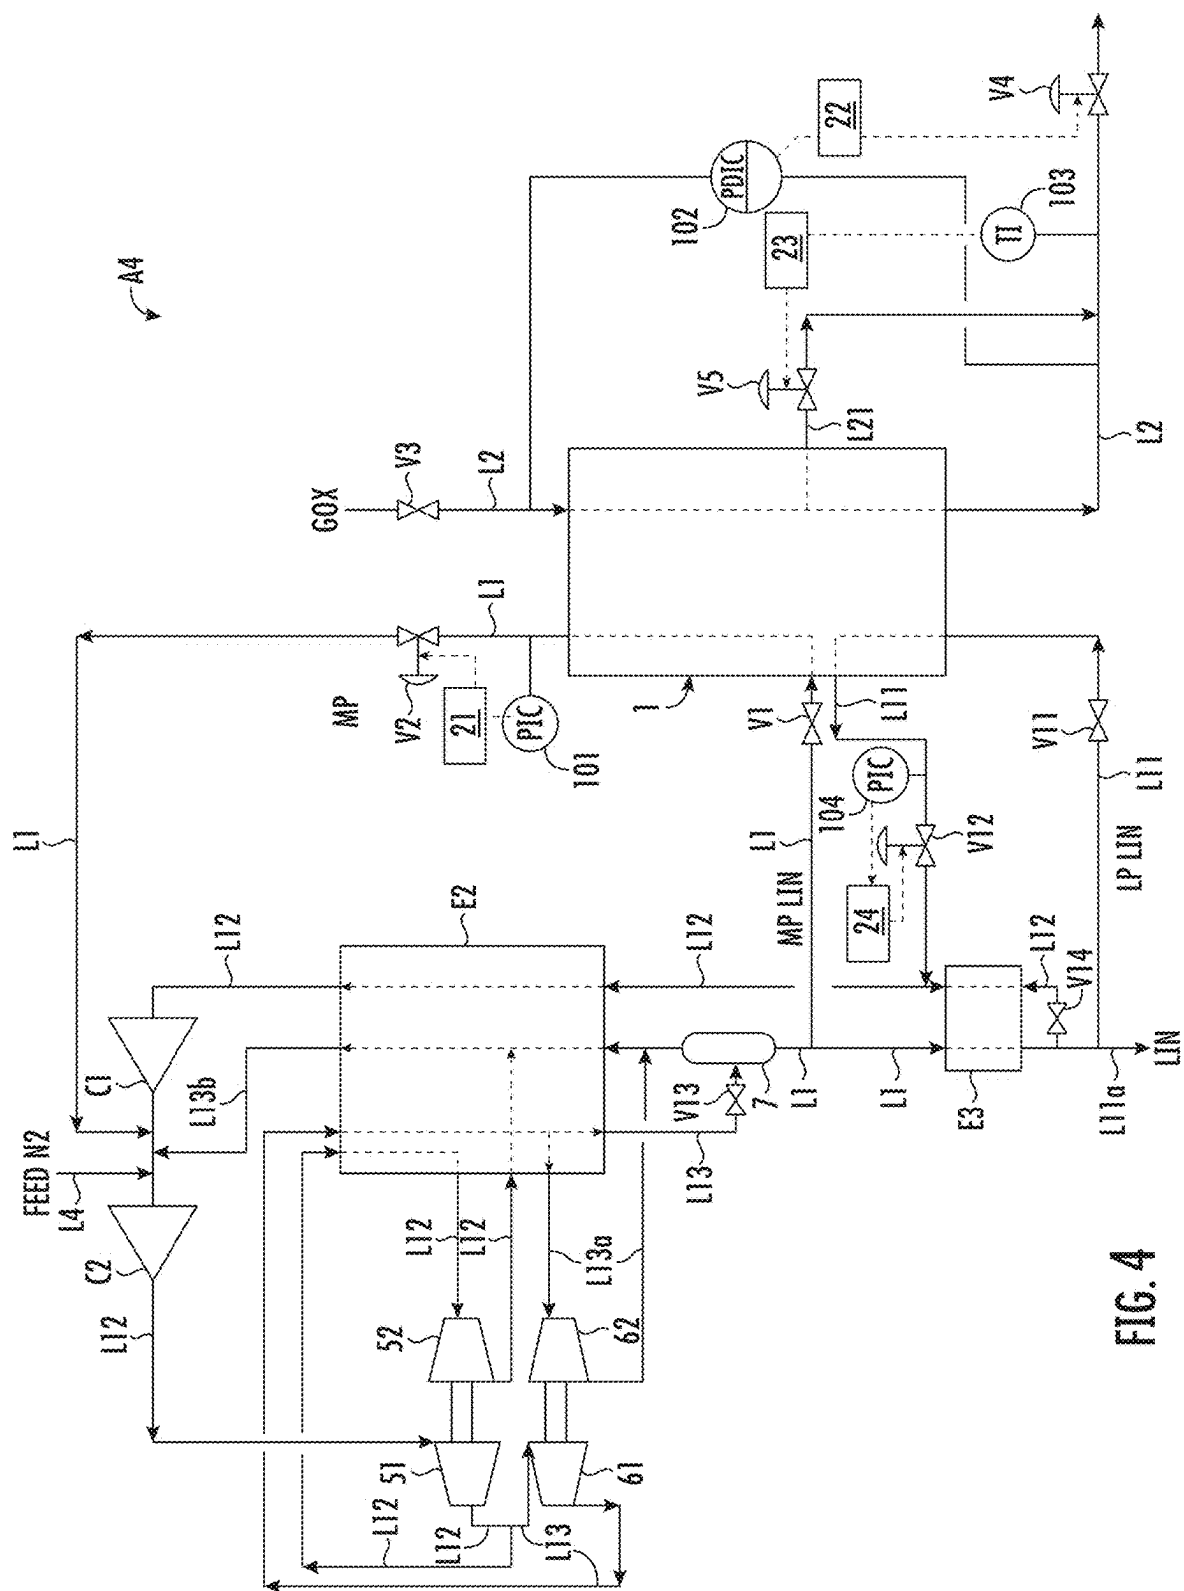 A4
V4
22
PDIC
102
23
TI
103
V5
L21
L2
GOX
V3
L2
L1
MP
V2
21
PIC
101
1
V1
L11
V11
L11
PIC
104
V12
24
L1
MP LIN
LP LIN
L1
L12
E2
L12
L12
V14
C1
L13b
V13
7
L1
L1
E3
L11a
LIN
FEED N2
L4
C2
L12
L13
L12
L12
L13a
52
62
51
61
L12
L12
L13
FIG. 4